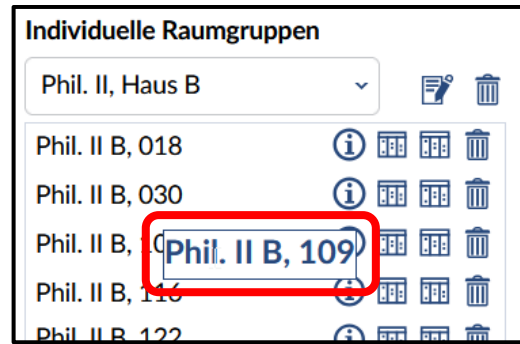 Individuelle Raumgruppen
Phil. II, Haus B
Phil. II B, 018
Phil. II B, 030
Phil. II B,
Phil. II B, 109
Phil. II B, 116
Phil. II B, 122